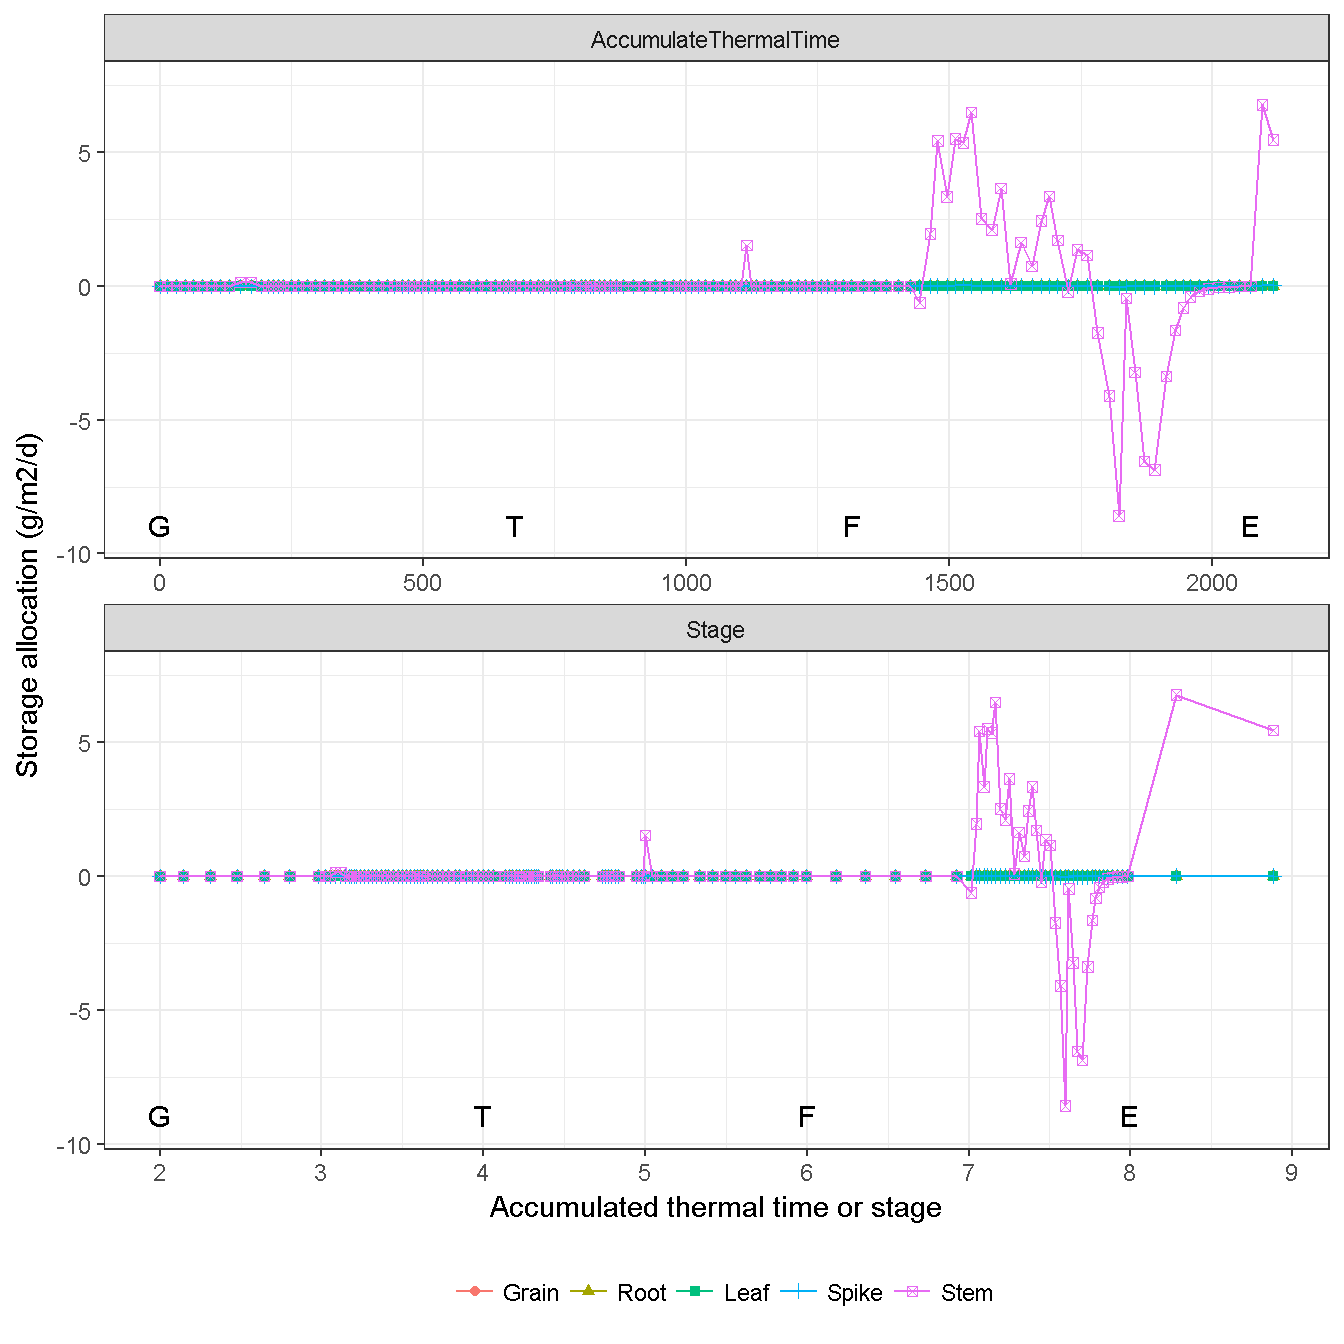 AccumulateThermalTime
5
0
-5
-10
G T F E
0 500 1000 1500 2000
Storage allocation (g/m2/d)
Stage
5
0
-5
-10
G T F E
2 3 4 5 6 7 8 9
Accumulated thermal time or stage
Grain Root Leaf Spike Stem